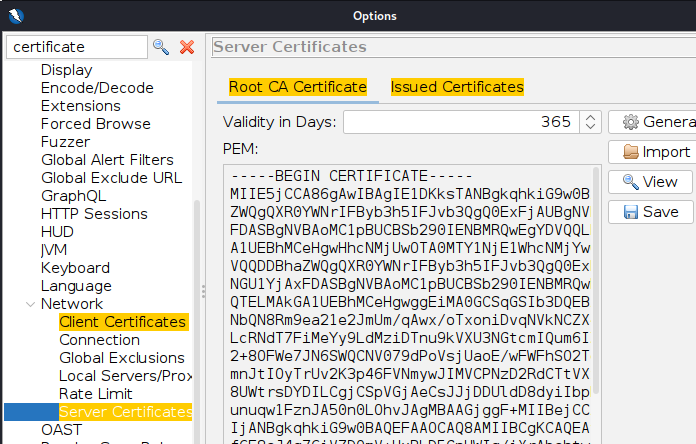 Options
certificate
Server Certificates
Display
Encode/Decode
Extensions
Forced Browse
Fuzzer
Global Alert Filters
Global Exclude URL
GraphQL
HTTP Sessions
HUD
JVM
Keyboard
Language
Network
Client Certificates
Connection
Global Exclusions
Local Servers/Prox
Rate Limit
Server Certificates
OAST
Root CA Certificate
Issued Certificates
Validity in Days: 365
Genera
PEM:
Import
View
Save
-----BEGIN CERTIFICATE-----
MIIE5jCCA86gAwIBAgIE1DKksTANBgkqhkiG9w0B
ZWQgQXR0YWNrIFByb3h5IFJvb3QgQ0ExFjAUBgNV
FDASBgNVBAoMC1pBUCBSb290IENBMRQwEgYDVQQL
A1UEBhMCeHgwHhcNMjUwOTA0MTY1NjE1WhcNMjYw
VQQDDBhaZWQgQXR0YWNrIFByb3h5IFJvb3QgQ0Ex
NGU1YjAxFDASBgNVBAoMC1pBUCBSb290IENBMRQw
QTELMAkGA1UEBhMCeHgwggEiMA0GCSqGSIb3DQEB
NbQN8Rm9ea21e2JmUm/qAwx/oTxoniDvqNVkNCZX
LcRNdT7FiMeYy9LdMziDTnu9kVXU3NGtcmIQum6I
2+8OFWe7JN6SWQCNV079dPoVsjUaoE/wFWFhSO2T
mnJtIOyTrUv2K3p46FVNmywJIMVCPNzD2RdCTtVX
8UWtrsDYDILCgjCSpVGjAeCsJJjDDUldD8dyiIbp
unuqw1FznJA50n0LOhvJAgMBAAGjggF+MIIBejCC
IjANBgkqhkiG9w0BAQEFAAOCAQ8AMIIBCgKCAQEA